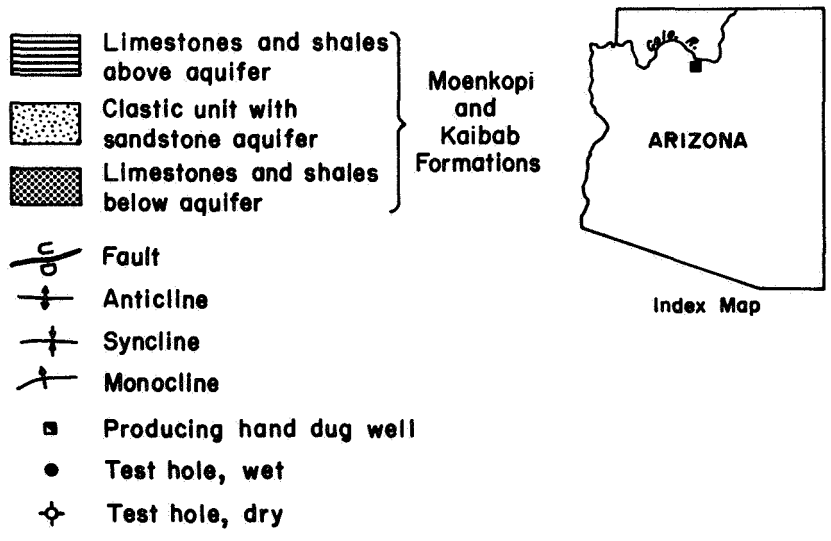 Limestones and shales
above aquifer
Clastic unit with
sandstone aquifer
Limestones and shales
below aquifer
Moenkopi
and
Kaibab
Formations
U
D
Fault
Anticline
Syncline
Monocline
Producing hand dug well
Test hole, wet
Test hole, dry
Colo. R.
ARIZONA
Index Map